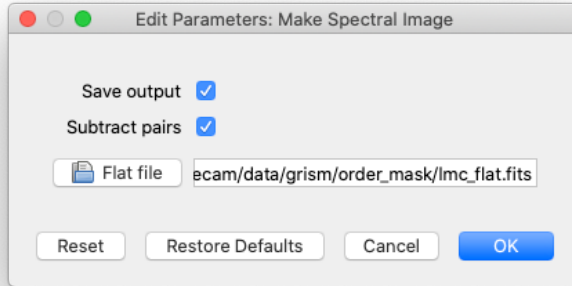 Edit Parameters: Make Spectral Image
Save output
Subtract pairs
Flat file ecam/data/grism/order_mask/lmc_flat.fits
Reset Restore Defaults Cancel OK